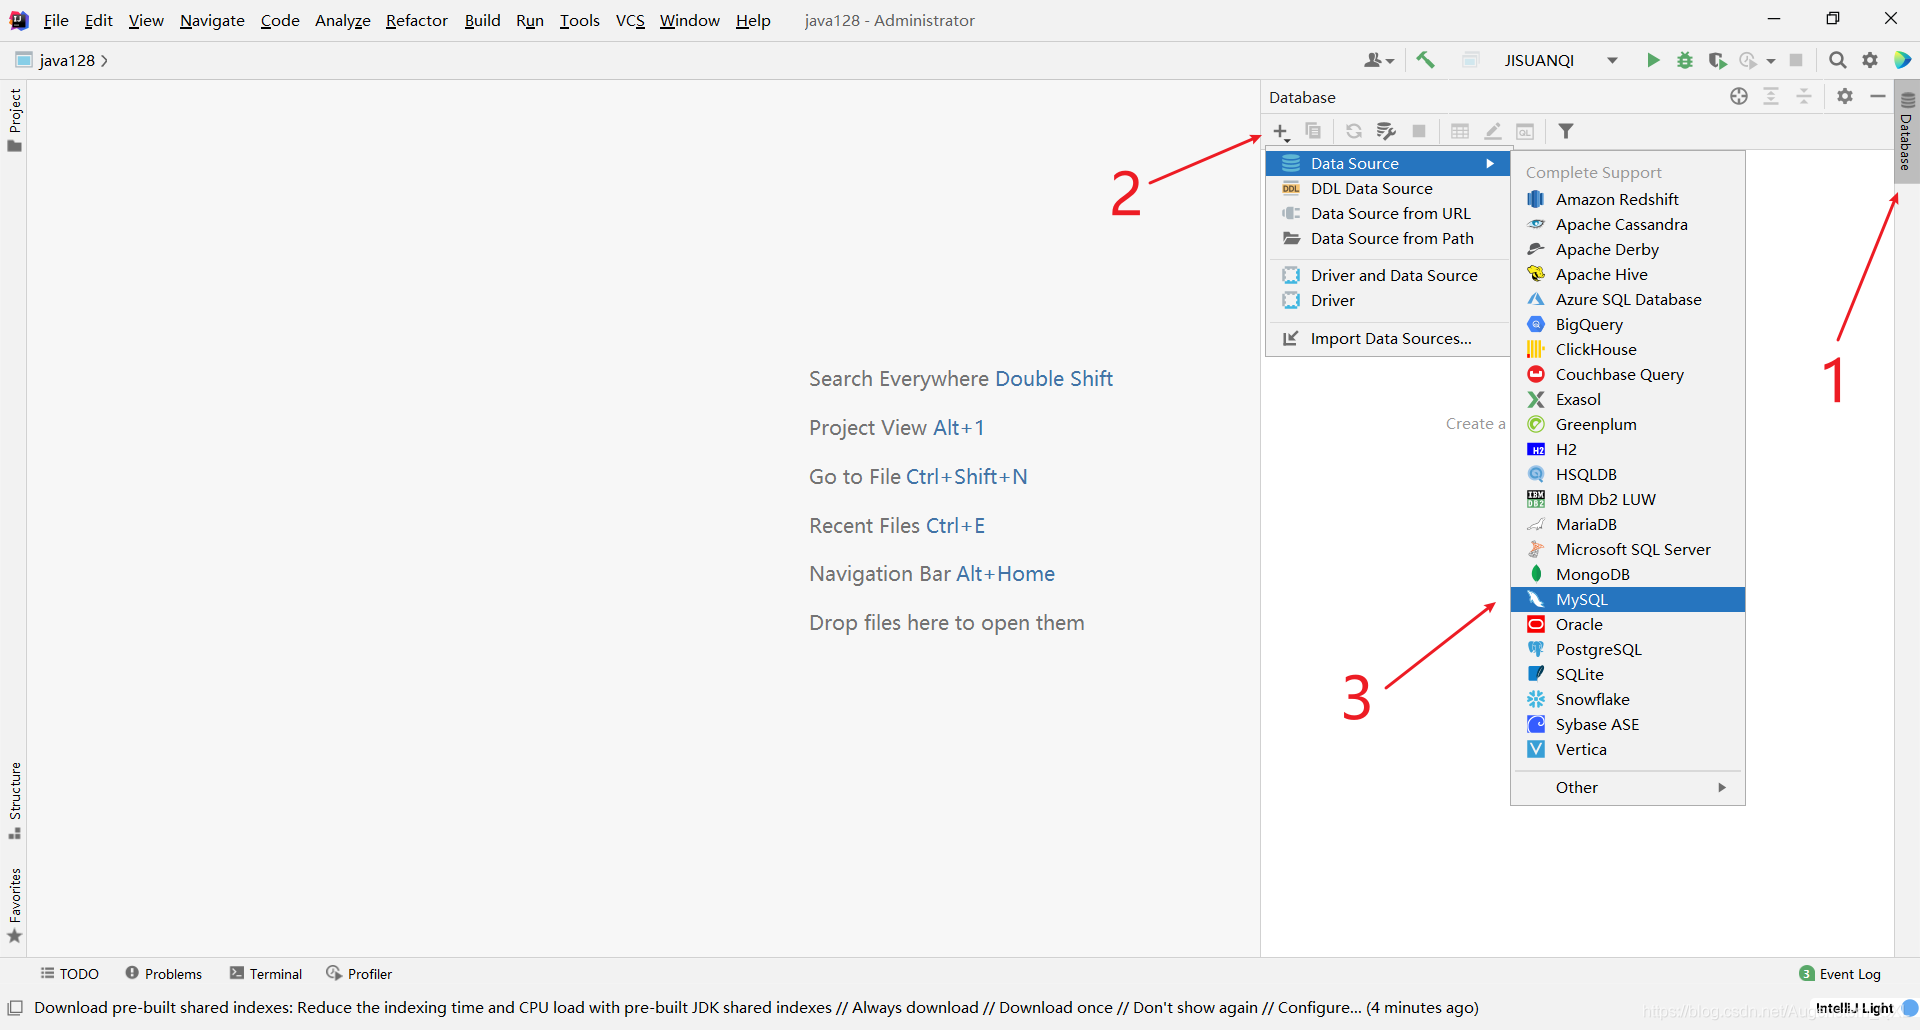 File Edit View Navigate Code Analyze Refactor Build Run Tools VCS Window Help java128 - Administrator
java128
JISUANQI
Project
Database
Database
2
Data Source
DDL Data Source
Data Source from URL
Data Source from Path
Driver and Data Source
Driver
Import Data Sources...
Complete Support
Amazon Redshift
Apache Cassandra
Apache Derby
Apache Hive
Azure SQL Database
BigQuery
ClickHouse
Couchbase Query
Exasol
Greenplum
H2
HSQLDB
IBM Db2 LUW
MariaDB
Microsoft SQL Server
MongoDB
MySQL
Oracle
PostgreSQL
SQLite
Snowflake
Sybase ASE
Vertica
Other
1
Create a
3
Search Everywhere Double Shift
Project View Alt+1
Go to File Ctrl+Shift+N
Recent Files Ctrl+E
Navigation Bar Alt+Home
Drop files here to open them
Structure
Favorites
TODO Problems Terminal Profiler
3 Event Log
Download pre-built shared indexes: Reduce the indexing time and CPU load with pre-built JDK shared indexes // Always download // Download once // Don't show again // Configure... (4 minutes ago)
IntelliJ Light